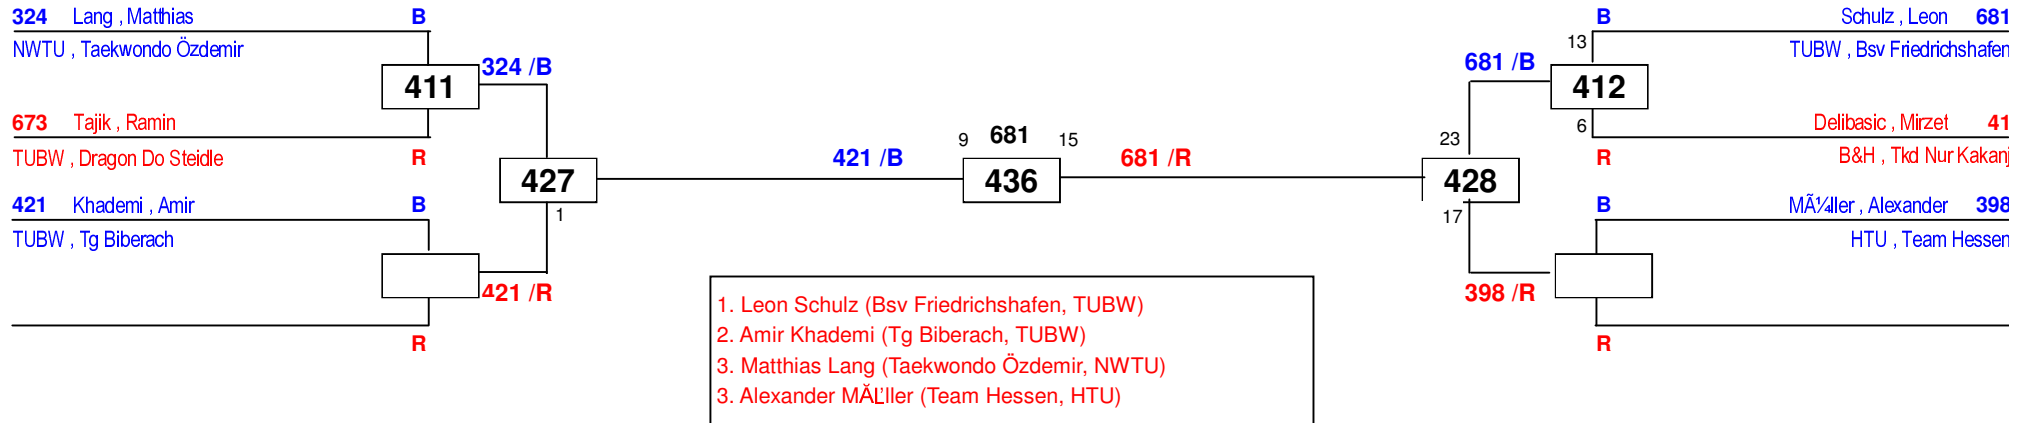 324 Lang , Matthias B
NWTU , Taekwondo Özdemir
411
324 /B
673 Tajik , Ramin
TUBW , Dragon Do Steidle R
427
1
421 Khademi , Amir B
TUBW , Tg Biberach
421 /R
R
421 /B
9 681 15
436
681 /R
B Schulz , Leon 681
13 TUBW , Bsv Friedrichshafen
681 /B
412
6 Delibasic , Mirzet 41
R B&H , Tkd Nur Kakanj
23
428
17
B MÃ¼ller , Alexander 398
HTU , Team Hessen
398 /R
R
1. Leon Schulz (Bsv Friedrichshafen, TUBW)
2. Amir Khademi (Tg Biberach, TUBW)
3. Matthias Lang (Taekwondo Özdemir, NWTU)
3. Alexander MĂĽller (Team Hessen, HTU)